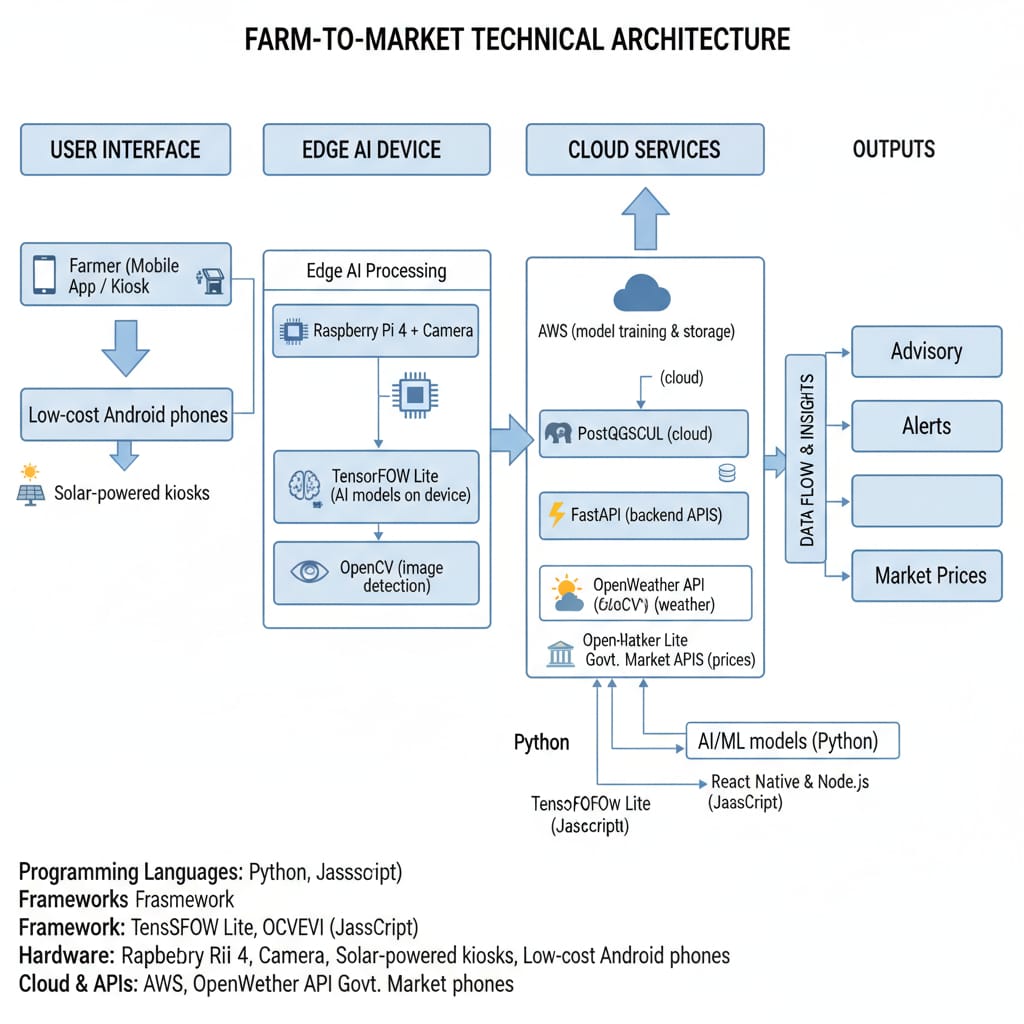 FARM-TO-MARKET TECHNICAL ARCHITECTURE
USER INTERFACE
EDGE AI DEVICE
CLOUD SERVICES
OUTPUTS
Farmer (Mobile
App / Kiosk
Low-cost Android phones
Solar-powered kiosks
Edge AI Processing
Raspberry Pi 4 + Camera
TensorFOW Lite
(AI models on device)
OpenCV (image
detection)
AWS (model training & storage)
(cloud)
PostQGSCUL (cloud)
FastAPI (backend APIS)
OpenWeather API
(weather)
Open-Hatker Lite
Govt. Market APIS (prices)
DATA FLOW & INSIGHTS
Advisory
Alerts
Market Prices
Python
AI/ML models (Python)
React Native & Node.js
(JaasCript)
TensoFOFOw Lite
(Jasccriptt)
Programming Languages: Python, Jassscipt)
Frameworks Frasmework
Framework: TensSFOW Lite, OCVEVI (JassCript)
Hardware: Rapbebry Rii 4, Camera, Solar-powered kiosks, Low-cost Android phones
Cloud & APIs: AWS, OpenWether API Govt. Market phones